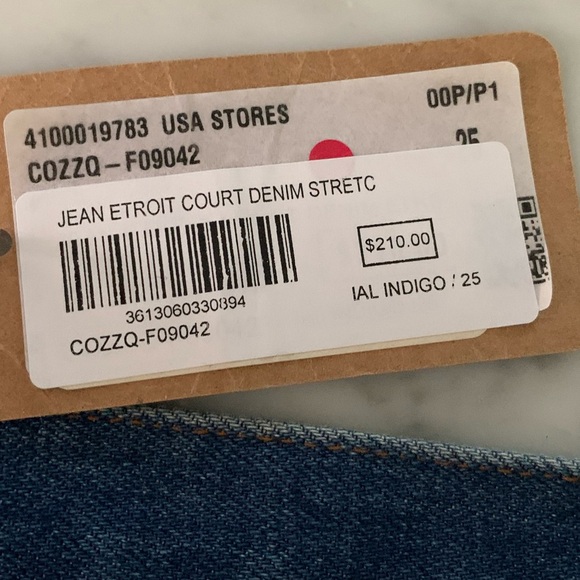 4100019783 USA STORES
00P/P1
COZZQ-F09042
25
JEAN ETROIT COURT DENIM STRETC
$210.00
3613060330894
IAL INDIGO / 25
COZZQ-F09042